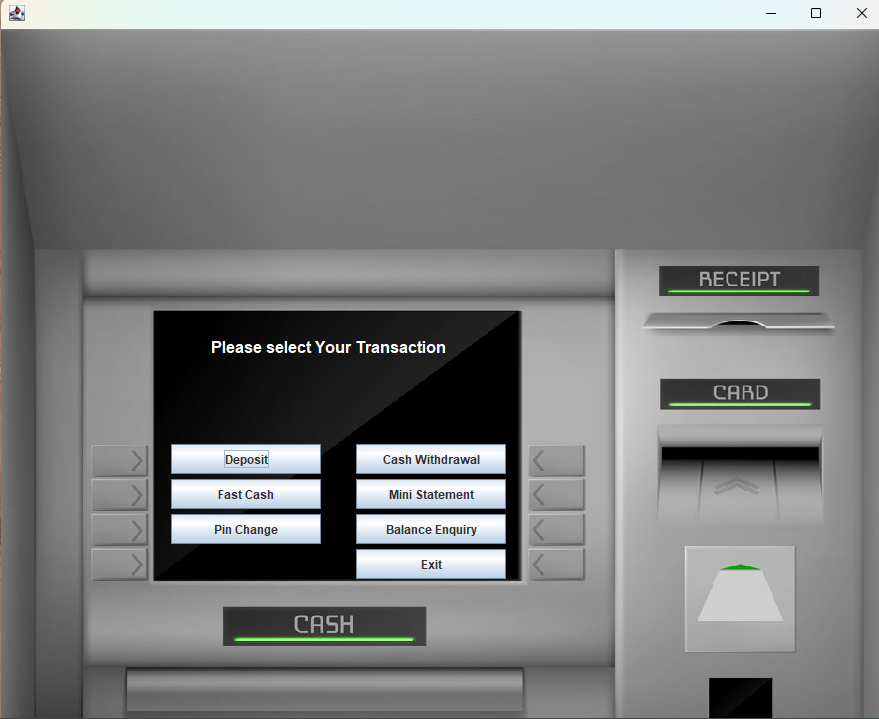 RECEIPT
Please select Your Transaction
CARD
Deposit
Cash Withdrawal
Fast Cash
Mini Statement
Pin Change
Balance Enquiry
Exit
CASH